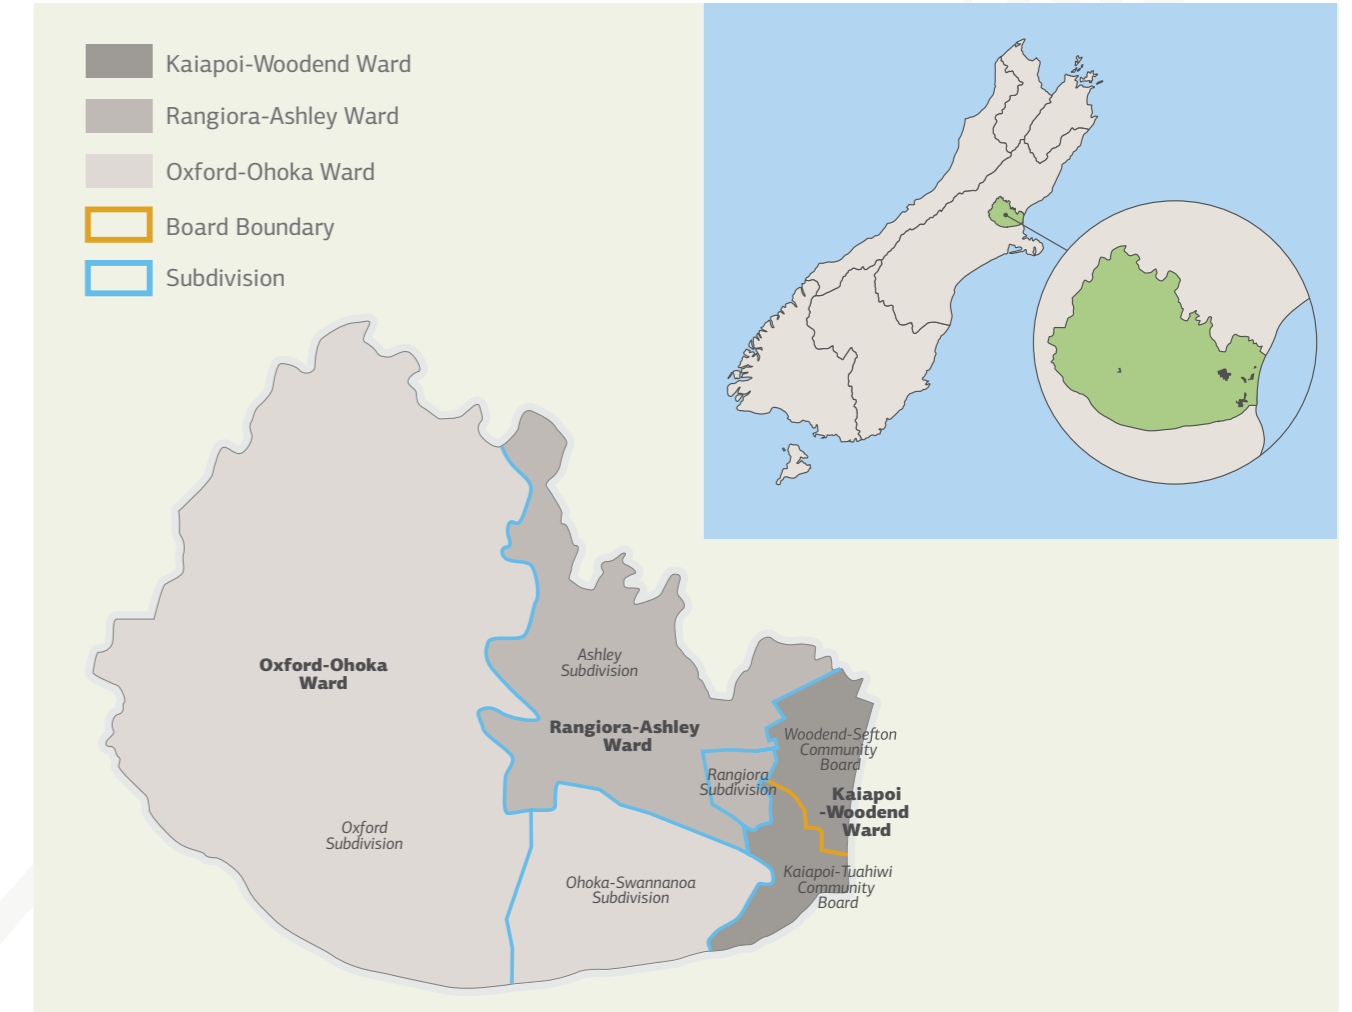 Kaiapoi-Woodend Ward
Rangiora-Ashley Ward
Oxford-Ohoka Ward
Board Boundary
Subdivision
Oxford-Ohoka
Ward
Ashley
Subdivision
Rangiora-Ashley
Ward
Woodend-Sefton
Community
Board
Rangiora
Subdivision
Kaiapoi
-Woodend
Ward
Oxford
Subdivision
Ohoka-Swannanoa
Subdivision
Kaiapoi-Tuahiwi
Community
Board